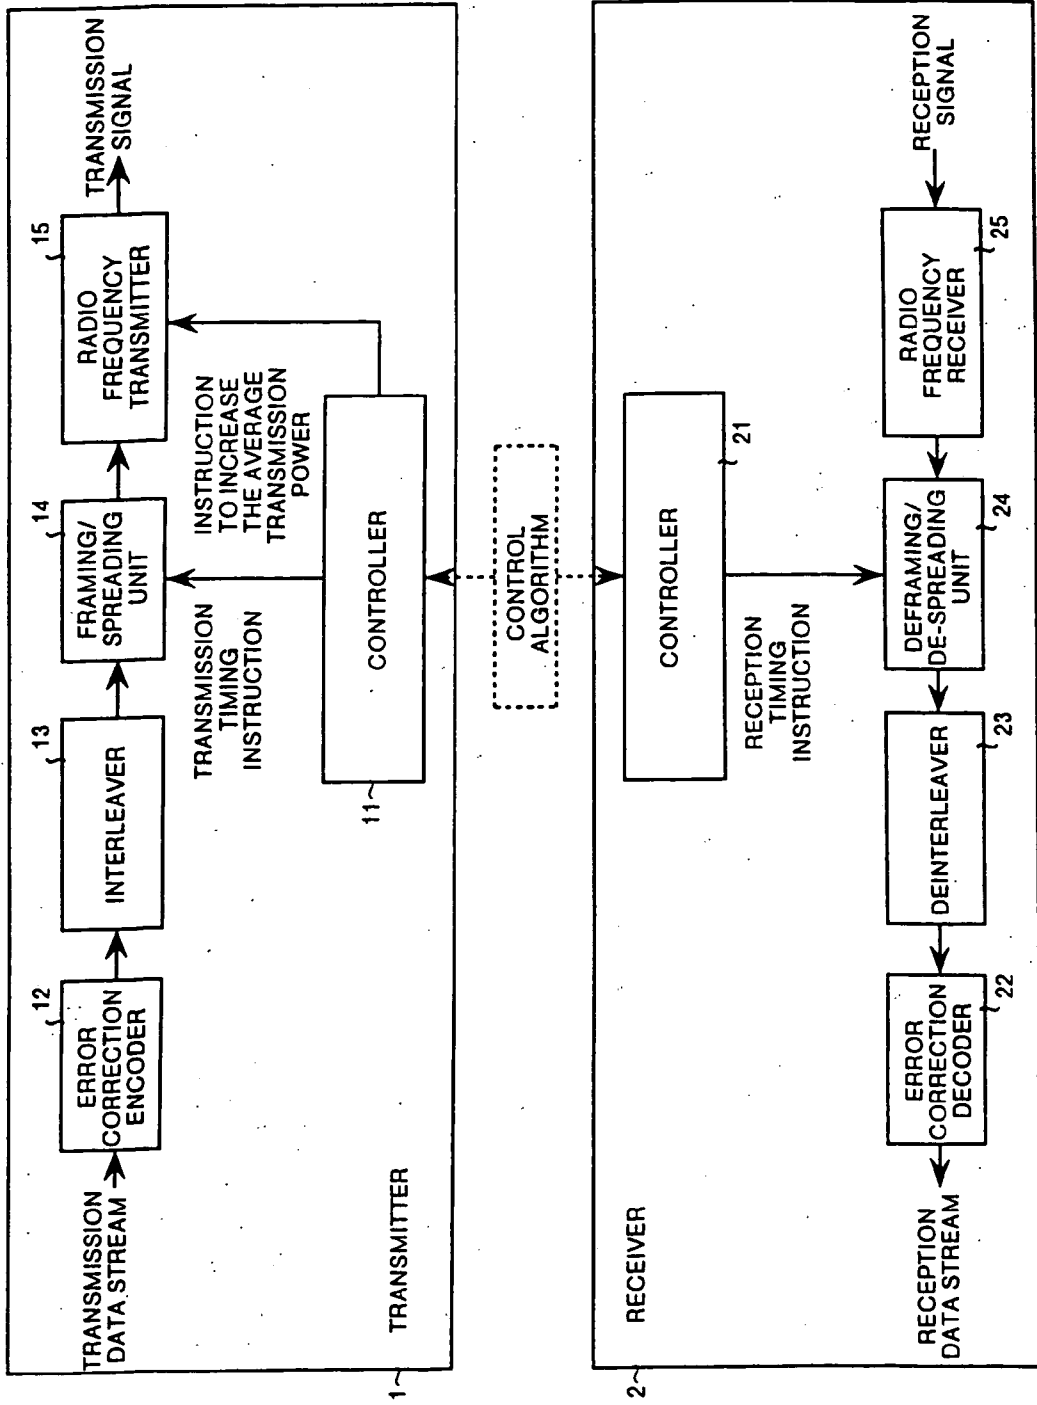 TRANSMISSION
DATA STREAM
12
ERROR
CORRECTION
ENCODER
13
INTERLEAVER
14
FRAMING/
SPREADING
UNIT
15
RADIO
FREQUENCY
TRANSMITTER
TRANSMISSION
SIGNAL
TRANSMISSION
TIMING
INSTRUCTION
INSTRUCTION
TO INCREASE
THE AVERAGE
TRANSMISSION
POWER
11
CONTROLLER
1
TRANSMITTER
CONTROL
ALGORITHM
2
RECEIVER
CONTROLLER
21
RECEPTION
TIMING
INSTRUCTION
RECEPTION
DATA STREAM
ERROR
CORRECTION
DECODER
22
DEINTERLEAVER
23
DEFRAMING/
DE-SPREADING
UNIT
24
RADIO
FREQUENCY
RECEIVER
25
RECEPTION
SIGNAL